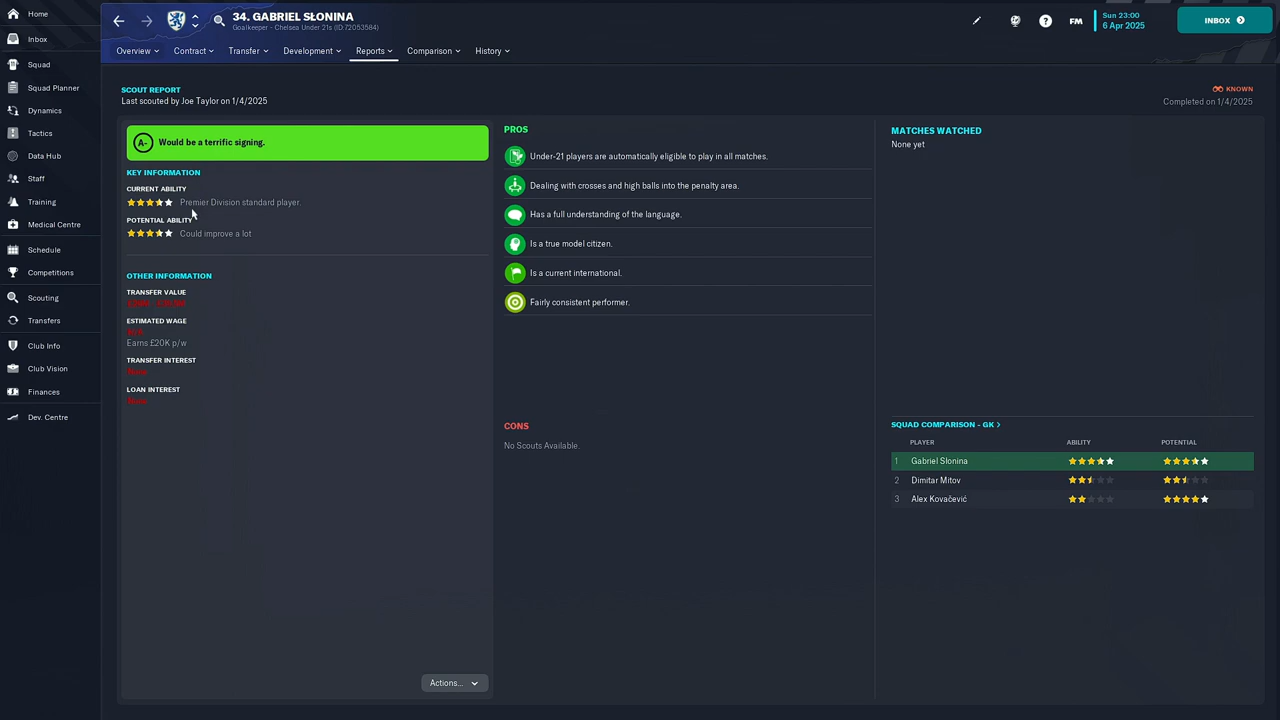 Home
Inbox
Squad
Squad Planner
Dynamics
Tactics
Data Hub
Staff
Training
Medical Centre
Schedule
Competitions
Scouting
Transfers
Club Info
Club Vision
Finances
Dev. Centre
34. GABRIEL SŁONINA
Goalkeeper - Chelsea Under 21s (ID:72053584)
FM
Sun 23:00
6 Apr 2025
INBOX
Overview
Contract
Transfer
Development
Reports
Comparison
History
SCOUT REPORT
Last scouted by Joe Taylor on 1/4/2025
KNOWN
Completed on 1/4/2025
A- Would be a terrific signing.
KEY INFORMATION
CURRENT ABILITY
Premier Division standard player.
POTENTIAL ABILITY
Could improve a lot
OTHER INFORMATION
TRANSFER VALUE
ESTIMATED WAGE
N/A
Earns £20K p/w
TRANSFER INTEREST
None
LOAN INTEREST
None
Actions...
PROS
Under-21 players are automatically eligible to play in all matches.
Dealing with crosses and high balls into the penalty area.
Has a full understanding of the language.
Is a true model citizen.
Is a current international.
Fairly consistent performer.
CONS
No Scouts Available.
MATCHES WATCHED
None yet
SQUAD COMPARISON - GK >
PLAYER ABILITY POTENTIAL
1 Gabriel Słonina
2 Dimitar Mitov
3 Alex Kovačević